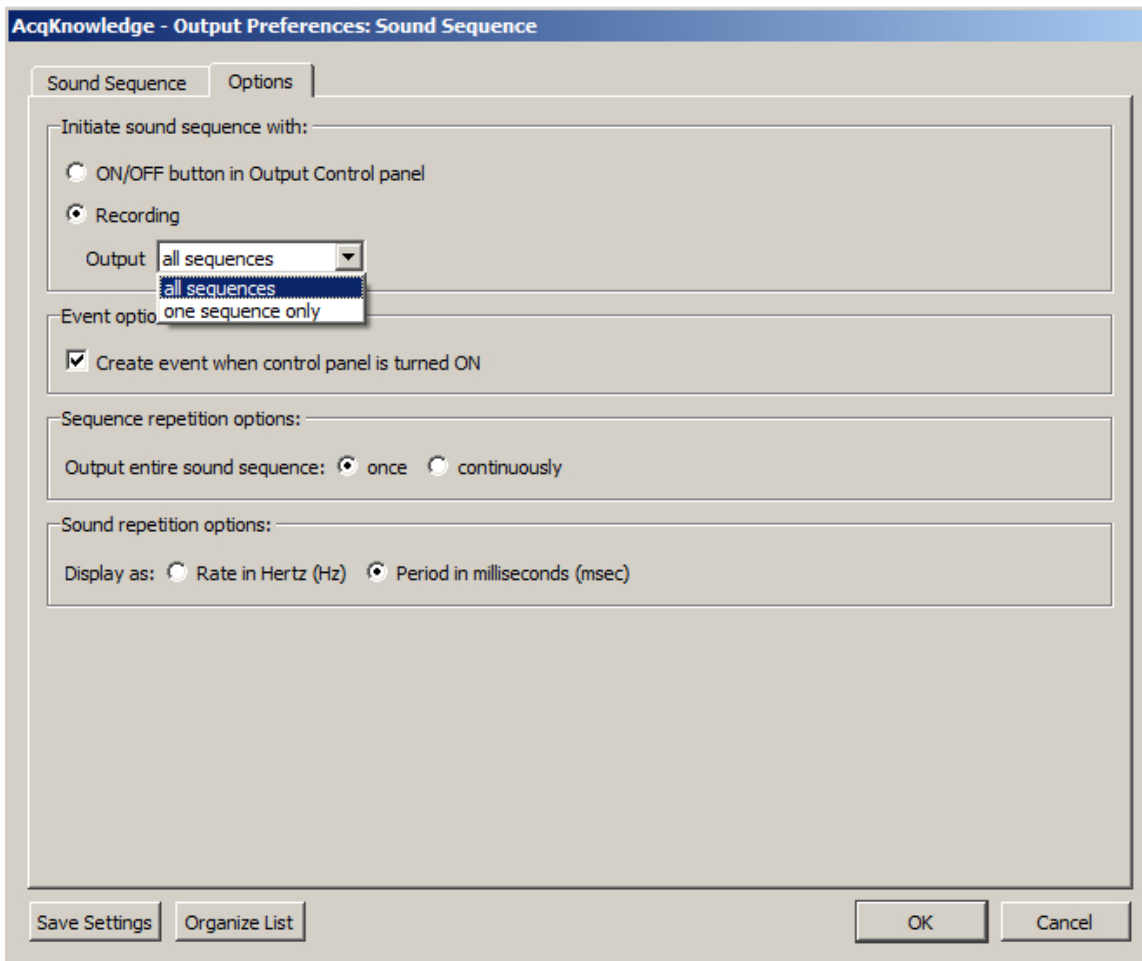 AcqKnowledge - Output Preferences: Sound Sequence
Sound Sequence Options
Initiate sound sequence with:
ON/OFF button in Output Control panel
Recording
Output all sequences
all sequences
one sequence only
Event optio
Create event when control panel is turned ON
Sequence repetition options:
Output entire sound sequence: once continuously
Sound repetition options:
Display as: Rate in Hertz (Hz) Period in milliseconds (msec)
Save Settings Organize List OK Cancel